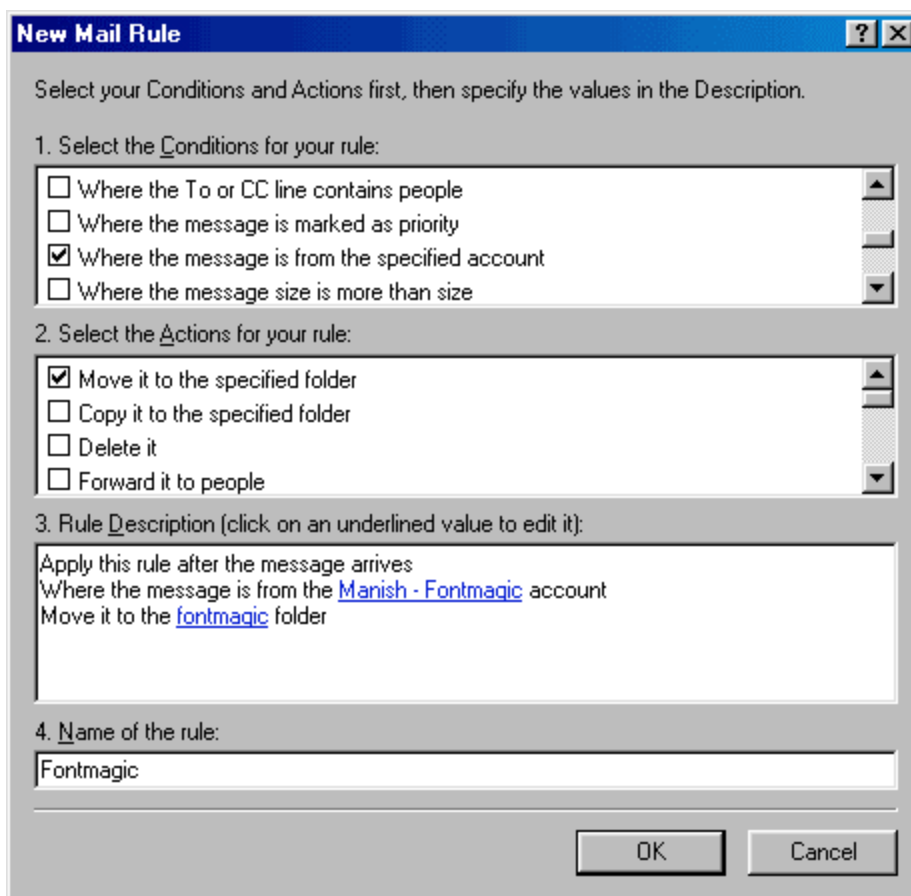 New Mail Rule
Select your Conditions and Actions first, then specify the values in the Description.
1. Select the Conditions for your rule:
Where the To or CC line contains people
Where the message is marked as priority
Where the message is from the specified account
Where the message size is more than size
2. Select the Actions for your rule:
Move it to the specified folder
Copy it to the specified folder
Delete it
Forward it to people
3. Rule Description (click on an underlined value to edit it):
Apply this rule after the message arrives
Where the message is from the Manish - Fontmagic account
Move it to the fontmagic folder
4. Name of the rule:
Fontmagic
OK Cancel